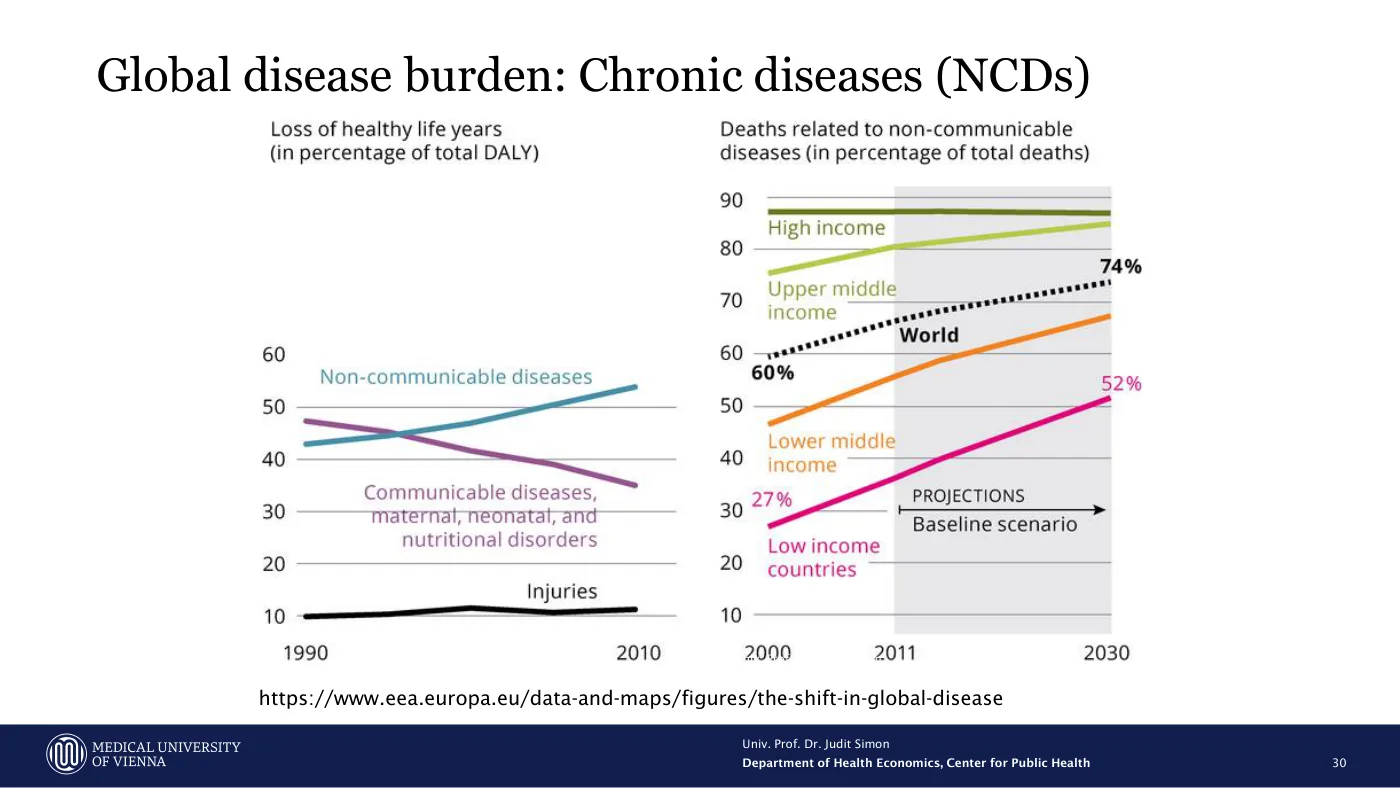 Global disease burden: Chronic diseases (NCDs)
Loss of healthy life years
(in percentage of total DALY)
60
50
40
30
20
10
Non-communicable diseases
Communicable diseases,
maternal, neonatal, and
nutritional disorders
Injuries
1990
2010
Deaths related to non-communicable
diseases (in percentage of total deaths)
90
80
70
60
50
40
30
20
10
High income
Upper middle
income
74%
World
60%
52%
Lower middle
income
27%
PROJECTIONS
Baseline scenario
Low income
countries
2000
2011
2030
https://www.eea.europa.eu/data-and-maps/figures/the-shift-in-global-disease
MEDICAL UNIVERSITY
OF VIENNA
Univ. Prof. Dr. Judit Simon
Department of Health Economics, Center for Public Health
30